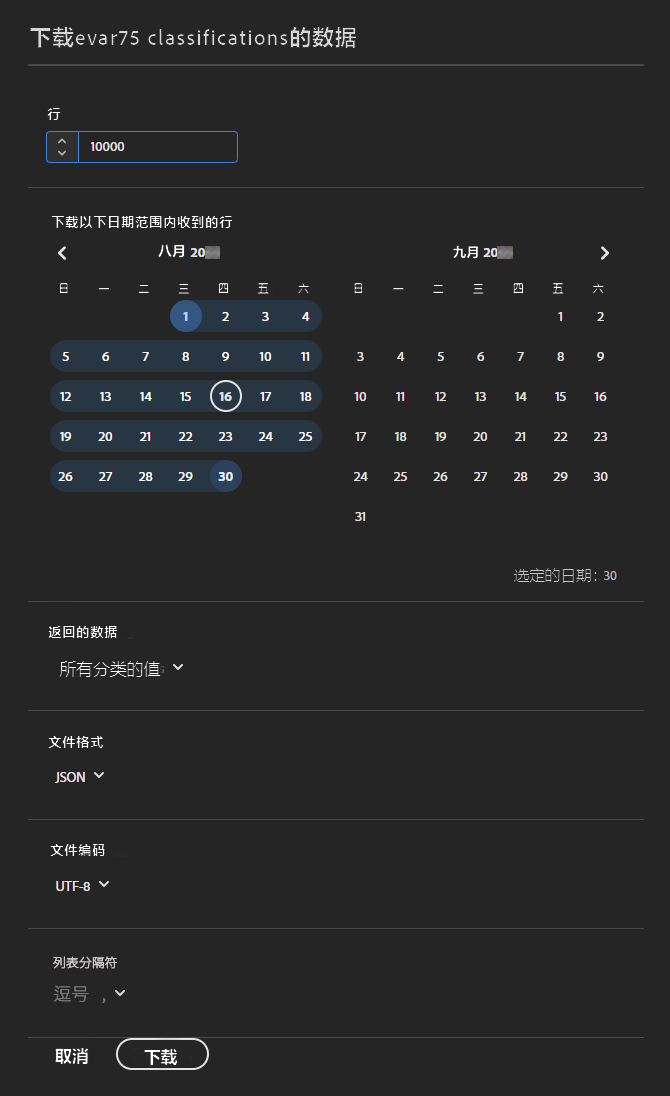 下载evar75 classifications的数据
行
10000
下载以下日期范围内收到的行
八月 20
九月 20
日 一 二 三 四 五 六
日 一 二 三 四 五 六
1 2 3 4
1 2
5 6 7 8 9 10 11
3 4 5 6 7 8 9
12 13 14 15 16 17 18
10 11 12 13 14 15 16
19 20 21 22 23 24 25
17 18 19 20 21 22 23
26 27 28 29 30
24 25 26 27 28 29 30
31
选定的日期：30
返回的数据
所有分类的值
文件格式
JSON
文件编码
UTF-8
列表分隔符
逗号 ，
取消
下载